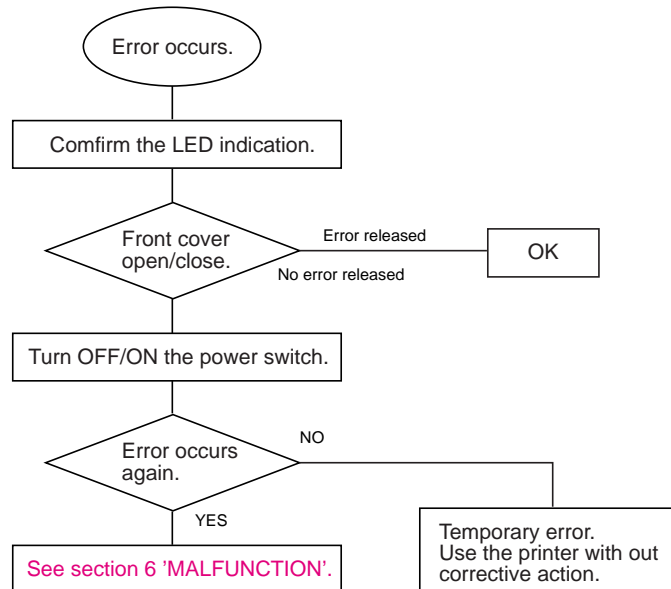 Error occurs.
Comfirm the LED indication.
Front cover
open/close.
Error released
OK
No error released
Turn OFF/ON the power switch.
Error occurs
again.
NO
YES
Temporary error.
Use the printer with out
corrective action.
See section 6 ’MALFUNCTION’.